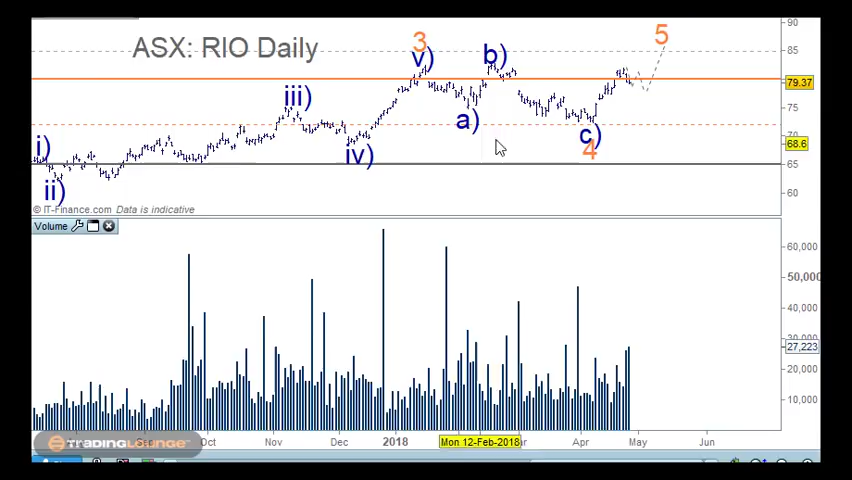 ASX: RIO Daily
90
3
5
v)
b)
85
79.37
iii)
75
a)
c)
70
i)
iv)
4
68.6
65
ii)
60
© IT-Finance.com Data is indicative
Volume
60,000
50,000
40,000
30,000
27,223
20,000
10,000
TRADINGLOUNGE
Sep Oct Nov Dec 2018 Mon 12-Feb-2018 Apr May Jun